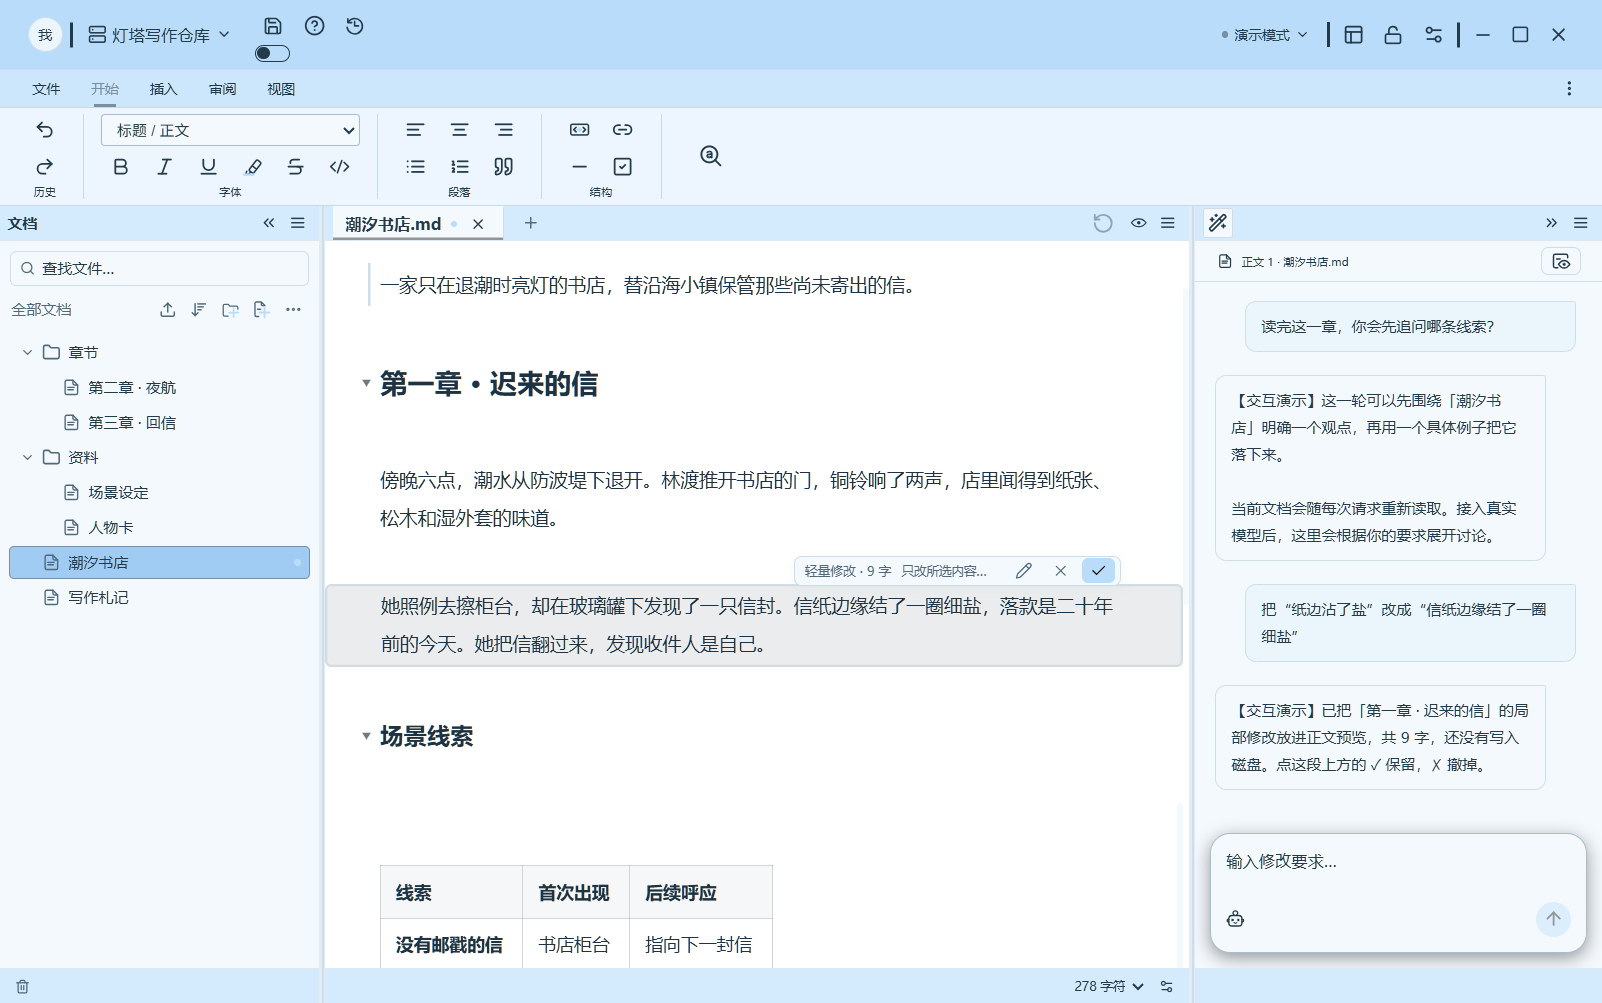 我
灯塔写作仓库
演示模式
文件 开始 插入 审阅 视图
标题 / 正文
历史 字体 段落 结构
文档
查找文件...
全部文档
章节
第二章 · 夜航
第三章 · 回信
资料
场景设定
人物卡
潮汐书店
写作札记
潮汐书店.md
一家只在退潮时亮灯的书店，替沿海小镇保管那些尚未寄出的信。
第一章 · 迟来的信
傍晚六点，潮水从防波堤下退开。林渡推开书店的门，铜铃响了两声，店里闻得到纸张、
松木和湿外套的味道。
轻量修改 · 9 字 只改所选内容...
她照例去擦柜台，却在玻璃罐下发现了一只信封。信纸边缘结了一圈细盐，落款是二十年
前的今天。她把信翻过来，发现收件人是自己。
场景线索
线索 首次出现 后续呼应
没有邮戳的信 书店柜台 指向下一封信
278 字符
正文 1 · 潮汐书店.md
读完这一章，你会先追问哪条线索？
【交互演示】这一轮可以先围绕「潮汐书
店」明确一个观点，再用一个具体例子把它
落下来。
当前文档会随每次请求重新读取。接入真实
模型后，这里会根据你的要求展开讨论。
把“纸边沾了盐”改成“信纸边缘结了一圈
细盐”
【交互演示】已把「第一章 · 迟来的信」的局
部修改放进正文预览，共 9 字，还没有写入
磁盘。点这段上方的 ✓ 保留，✗ 撤掉。
输入修改要求...